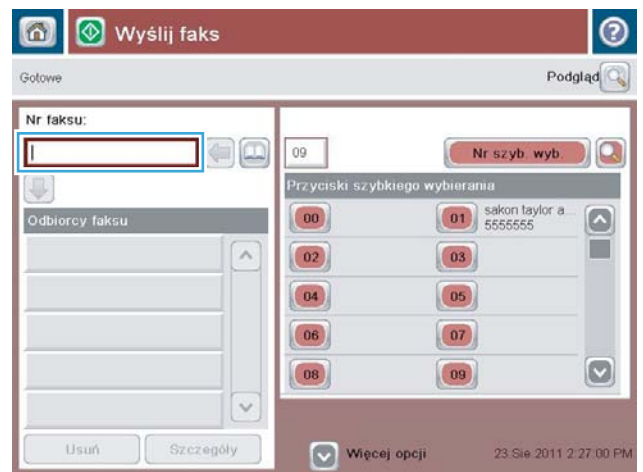 Wyślij faks
Gotowe
Podgląd
Nr faksu:
09
Nr szyb. wyb.
Przyciski szybkiego wybierania
Odbiorcy faksu
00
01
sakon taylor a...
5555555
02
03
04
05
06
07
08
09
Usuń
Szczegóły
Więcej opcji
23 Sie 2011 2:27:00 PM